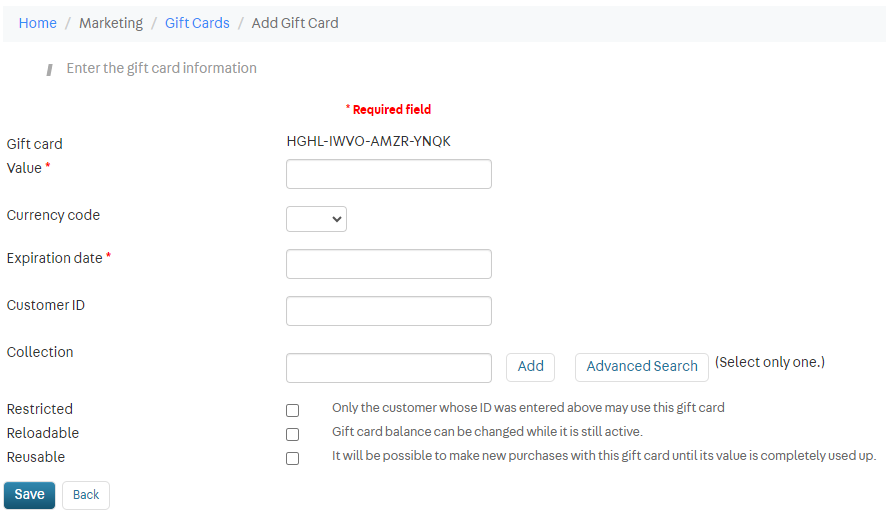 Home / Marketing / Gift Cards / Add Gift Card
Enter the gift card information
* Required field
Gift card HGHL-IWVO-AMZR-YNQK
Value *
Currency code
Expiration date *
Customer ID
Collection Add Advanced Search (Select only one.)
Restricted Only the customer whose ID was entered above may use this gift card
Reloadable Gift card balance can be changed while it is still active.
Reusable It will be possible to make new purchases with this gift card until its value is completely used up.
Save Back